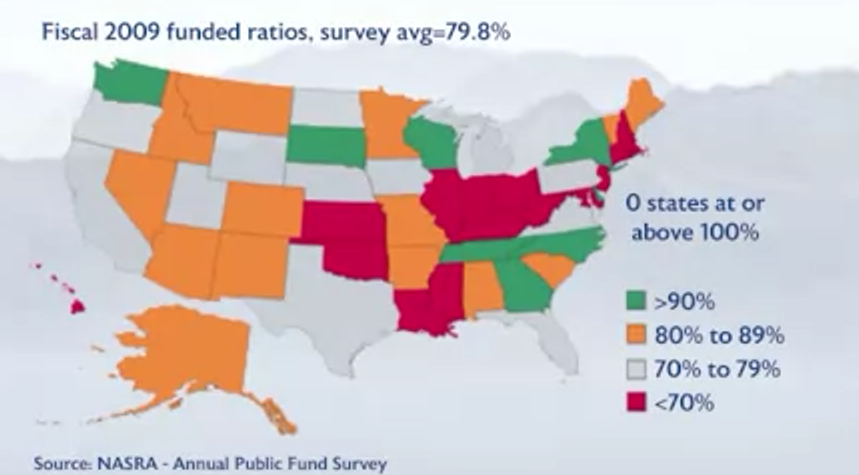 Fiscal 2009 funded ratios, survey avg=79.8%
0 states at or
above 100%
>90%
80% to 89%
70% to 79%
<70%
Source: NASRA - Annual Public Fund Survey